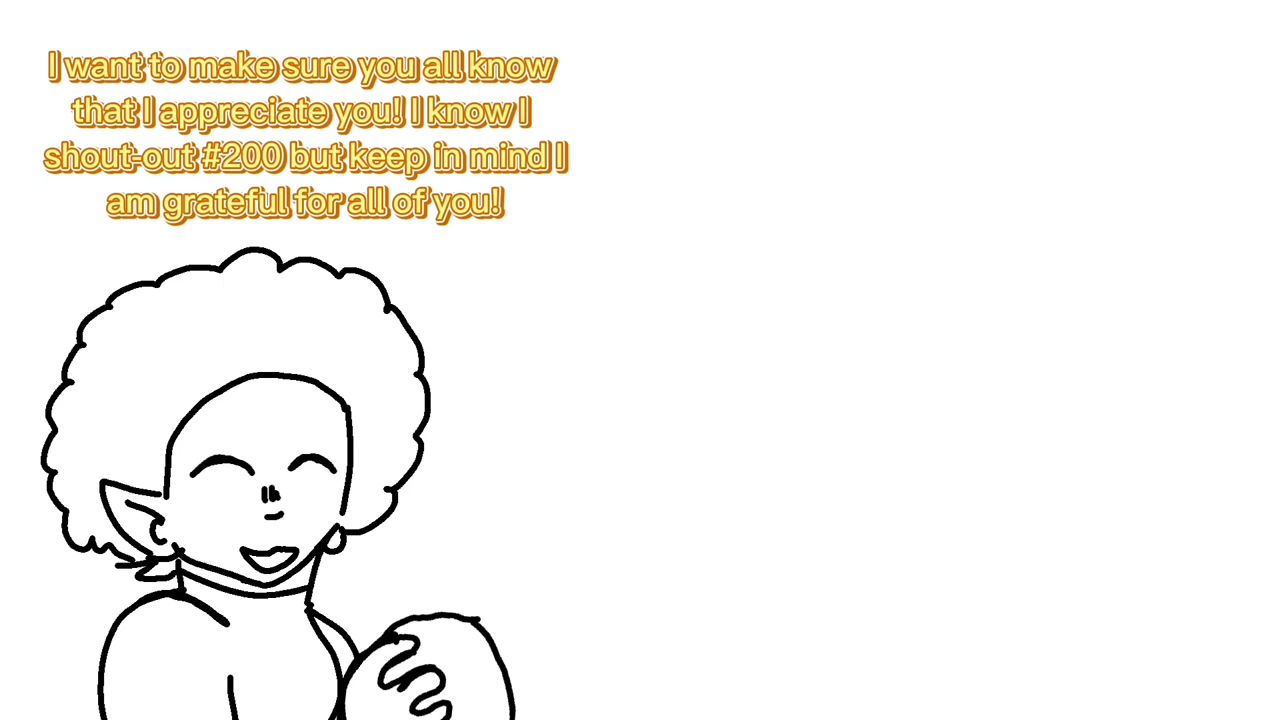 I want to make sure you all know
that I appreciate you! I know I
shout-out #200 but keep in mind I
am grateful for all of you!